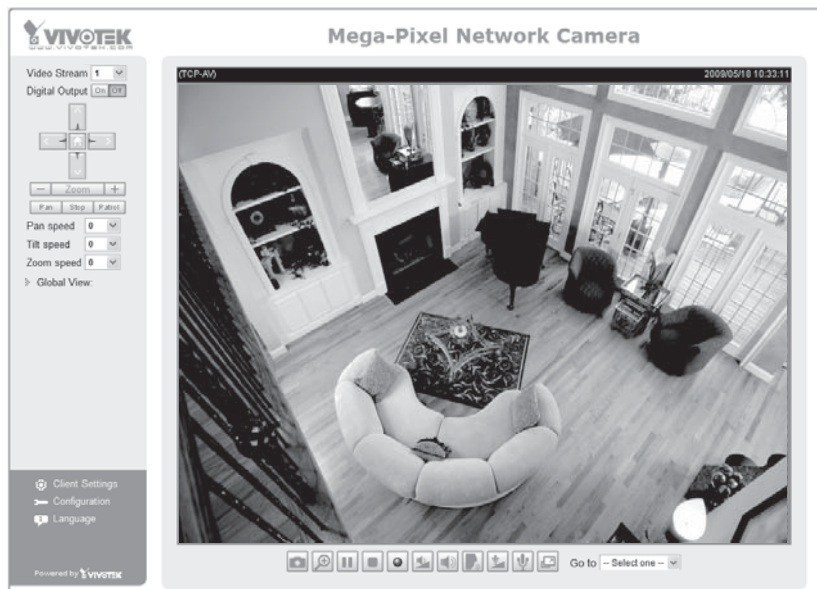 VIVOTEK
WWW.VIVOTEK.COM
Mega-Pixel Network Camera
Video Stream 1
Digital Output On Off
Zoom
Pan Stop Patrol
Pan speed 0
Tilt speed 0
Zoom speed 0
Global View:
Client Settings
Configuration
Language
Powered by VIVOTEK
(TCP-AV) 2009/05/18 10:33:11
Go to -- Select one --